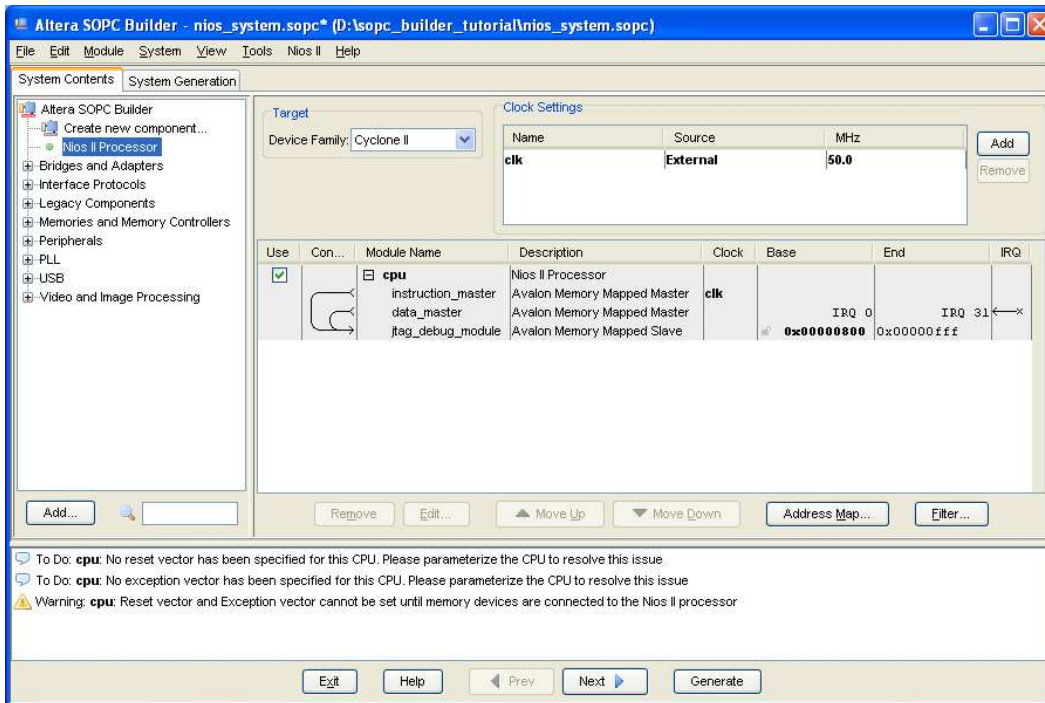 Altera SOPC Builder - nios_system.sopc* (D:\sopc_builder_tutorial\nios_system.sopc)
File Edit Module System View Tools Nios II Help
System Contents System Generation
Altera SOPC Builder
Create new component...
Nios II Processor
Bridges and Adapters
Interface Protocols
Legacy Components
Memories and Memory Controllers
Peripherals
PLL
USB
Video and Image Processing
Add...
Target
Device Family: Cyclone II
Clock Settings
Name Source MHz
clk External 50.0
Add
Remove
Use Con... Module Name Description Clock Base End IRQ
cpu Nios II Processor
instruction_master Avalon Memory Mapped Master clk
data_master Avalon Memory Mapped Master IRQ 0 IRQ 31
jtag_debug_module Avalon Memory Mapped Slave 0x00000800 0x00000fff
Remove Edit... Move Up Move Down Address Map... Filter...
To Do: cpu: No reset vector has been specified for this CPU. Please parameterize the CPU to resolve this issue
To Do: cpu: No exception vector has been specified for this CPU. Please parameterize the CPU to resolve this issue
Warning: cpu: Reset vector and Exception vector cannot be set until memory devices are connected to the Nios II processor
Exit Help Prev Next Generate